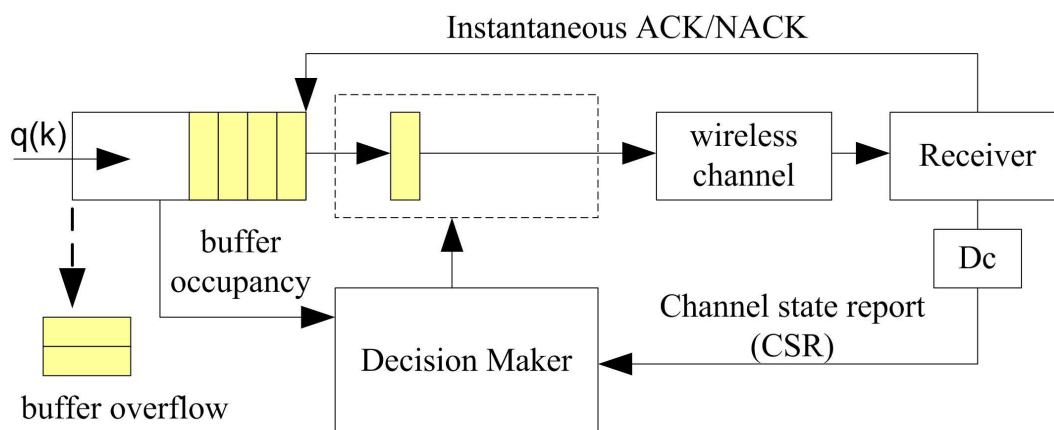 Instantaneous ACK/NACK
q(k)
wireless
channel
Receiver
buffer
occupancy
Dc
Channel state report
(CSR)
Decision Maker
buffer overflow